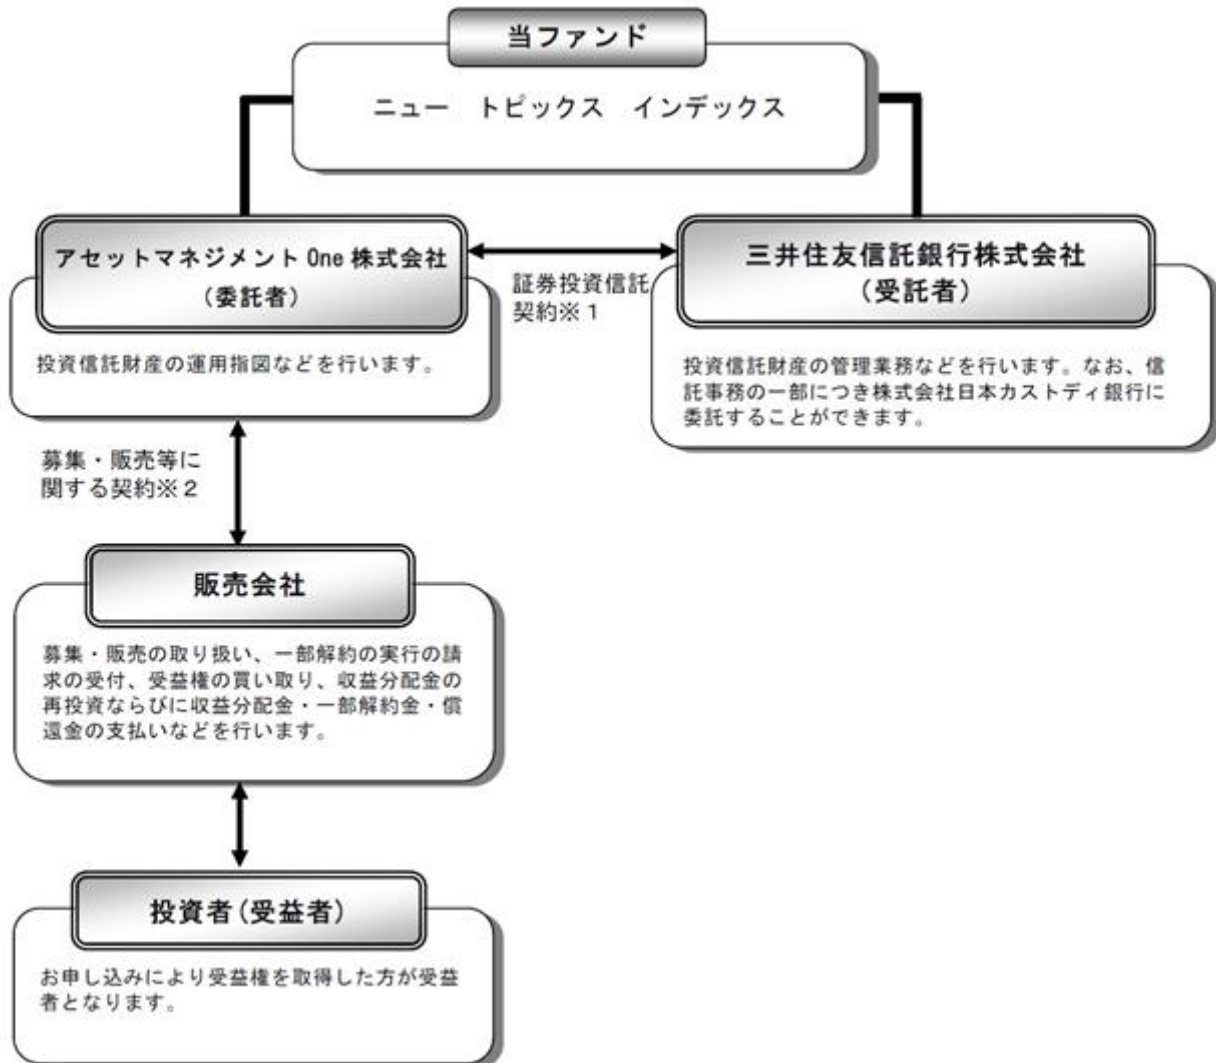 当ファンド
ニュー　トピックス　インデックス
アセットマネジメント One 株式会社
（委託者）
投資信託財産の運用指図などを行います。
証券投資信託
契約※１
三井住友信託銀行株式会社
（受託者）
投資信託財産の管理業務などを行います。なお、信
託事務の一部につき株式会社日本カストディ銀行に
委託することができます。
募集・販売等に
関する契約※２
販売会社
募集・販売の取り扱い、一部解約の実行の請
求の受付、受益権の買い取り、収益分配金の
再投資ならびに収益分配金・一部解約金・償
還金の支払いなどを行います。
投資者（受益者）
お申し込みにより受益権を取得した方が受益
者となります。